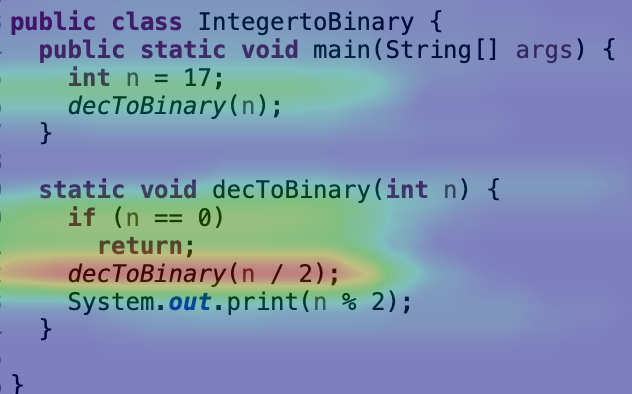 public class IntegertoBinary {
  public static void main(String[] args) {
    int n = 17;
    decToBinary(n);
  }

  static void decToBinary(int n) {
    if (n == 0)
      return;
    decToBinary(n / 2);
    System.out.print(n % 2);
  }

}